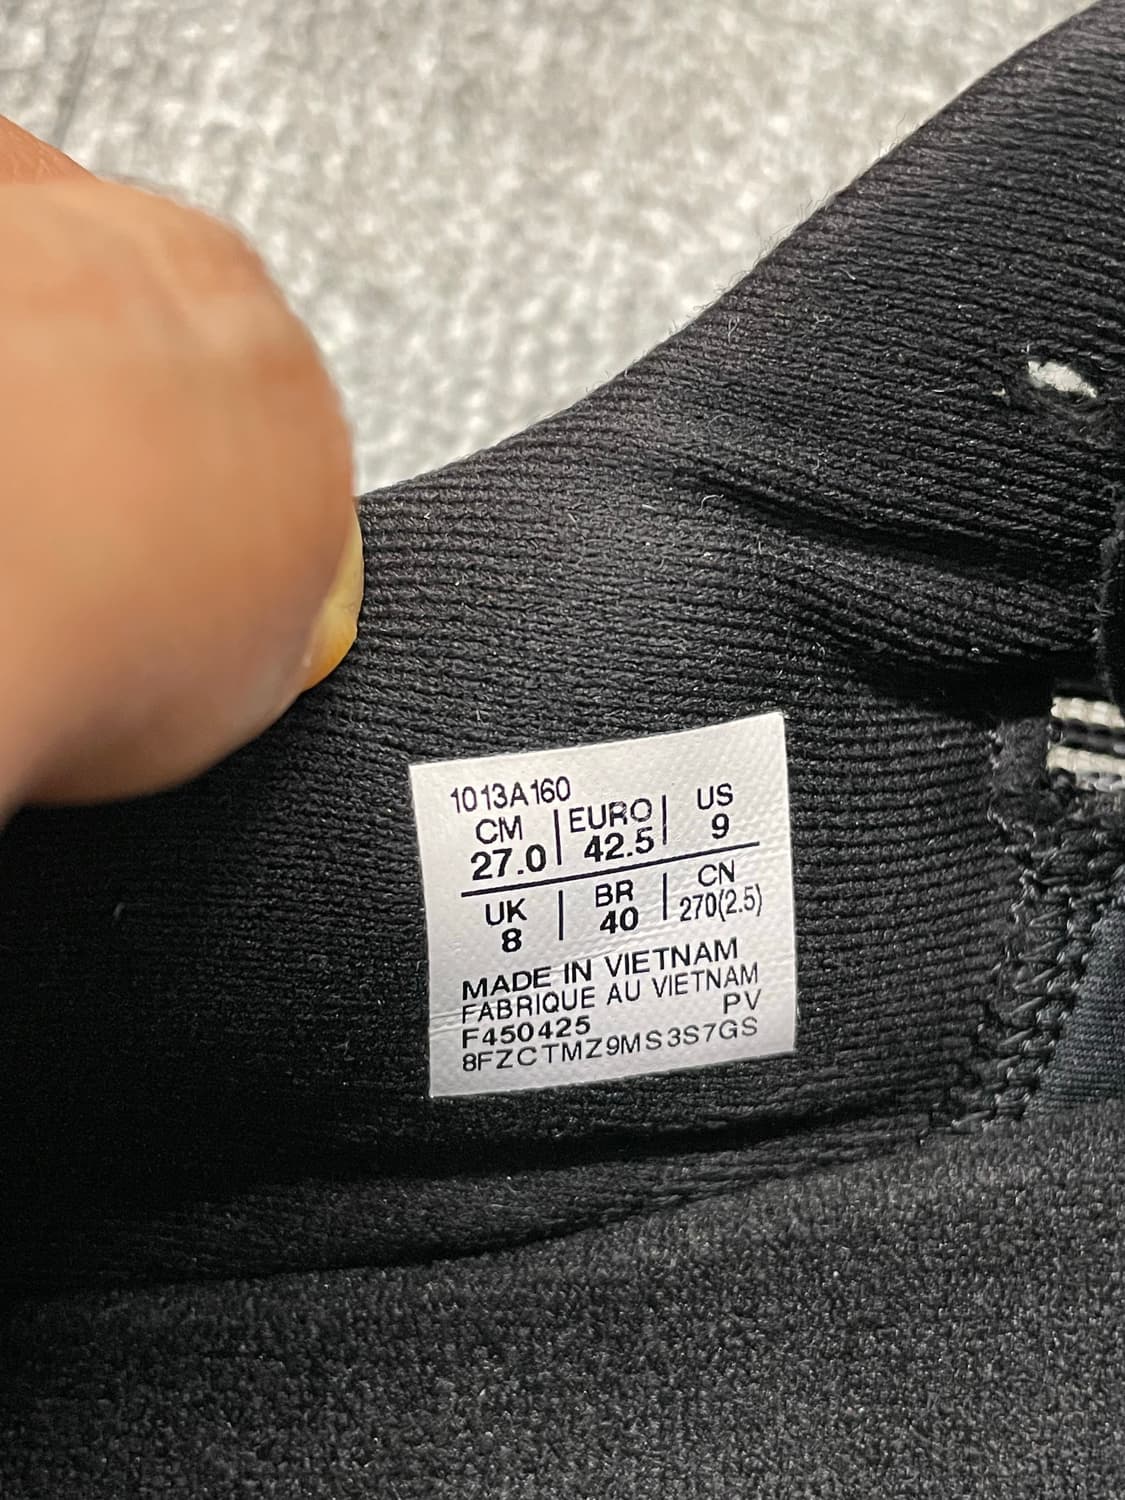 1013A160
CM | EURO | US
27.0 | 42.5 | 9
UK | BR | CN
8 | 40 | 270(2.5)
MADE IN VIETNAM
FABRIQUE AU VIETNAM
PV
F450425
8FZCTMZ9MS3S7GS